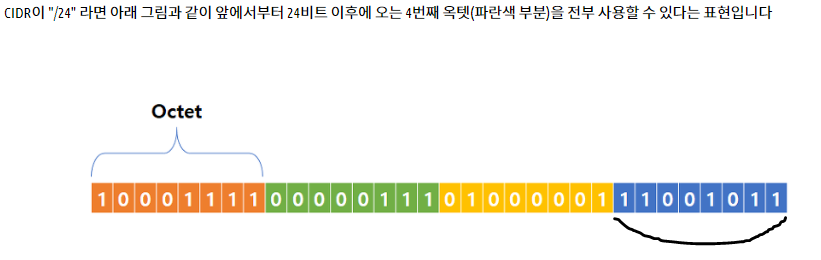 CIDR이 "/24" 라면 아래 그림과 같이 앞에서부터 24비트 이후에 오는 4번째 옥텟(파란색 부분)을 전부 사용할 수 있다는 표현입니다
Octet
1 0 0 0 1 1 1 1 0 0 0 0 0 1 1 1 0 1 0 0 0 0 0 1 1 1 0 0 1 0 1 1